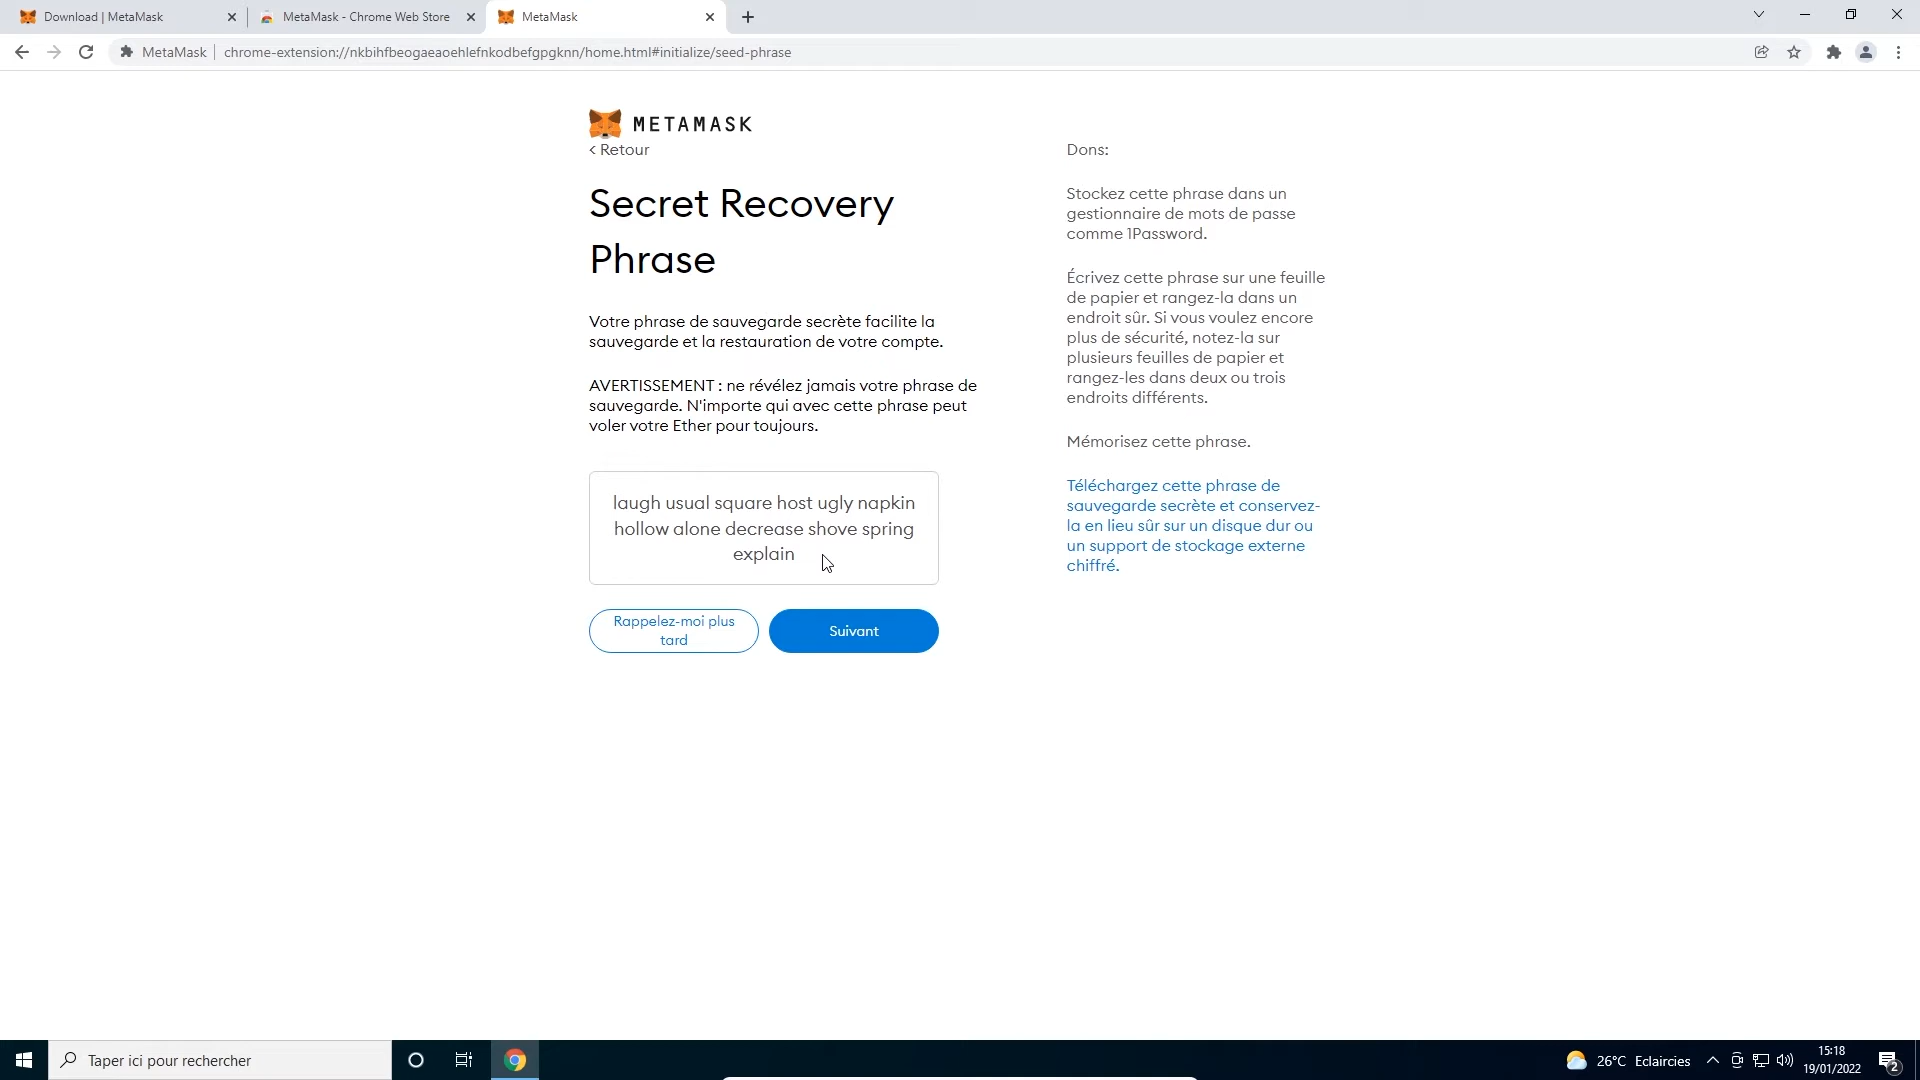 Download | MetaMask
MetaMask - Chrome Web Store
MetaMask
MetaMask
chrome-extension://nkbihfbeogaeaoehlefnkodbefgpgknn/home.html#initialize/seed-phrase
METAMASK
< Retour
Secret Recovery
Phrase
Votre phrase de sauvegarde secrète facilite la
sauvegarde et la restauration de votre compte.
AVERTISSEMENT : ne révélez jamais votre phrase de
sauvegarde. N'importe qui avec cette phrase peut
voler votre Ether pour toujours.
laugh usual square host ugly napkin
hollow alone decrease shove spring
explain
Rappelez-moi plus
tard
Suivant
Dons:
Stockez cette phrase dans un
gestionnaire de mots de passe
comme 1Password.
Écrivez cette phrase sur une feuille
de papier et rangez-la dans un
endroit sûr. Si vous voulez encore
plus de sécurité, notez-la sur
plusieurs feuilles de papier et
rangez-les dans deux ou trois
endroits différents.
Mémorisez cette phrase.
Téléchargez cette phrase de
sauvegarde secrète et conservez-
la en lieu sûr sur un disque dur ou
un support de stockage externe
chiffré.
Taper ici pour rechercher
26°C Eclaircies
15:18
19/01/2022
2